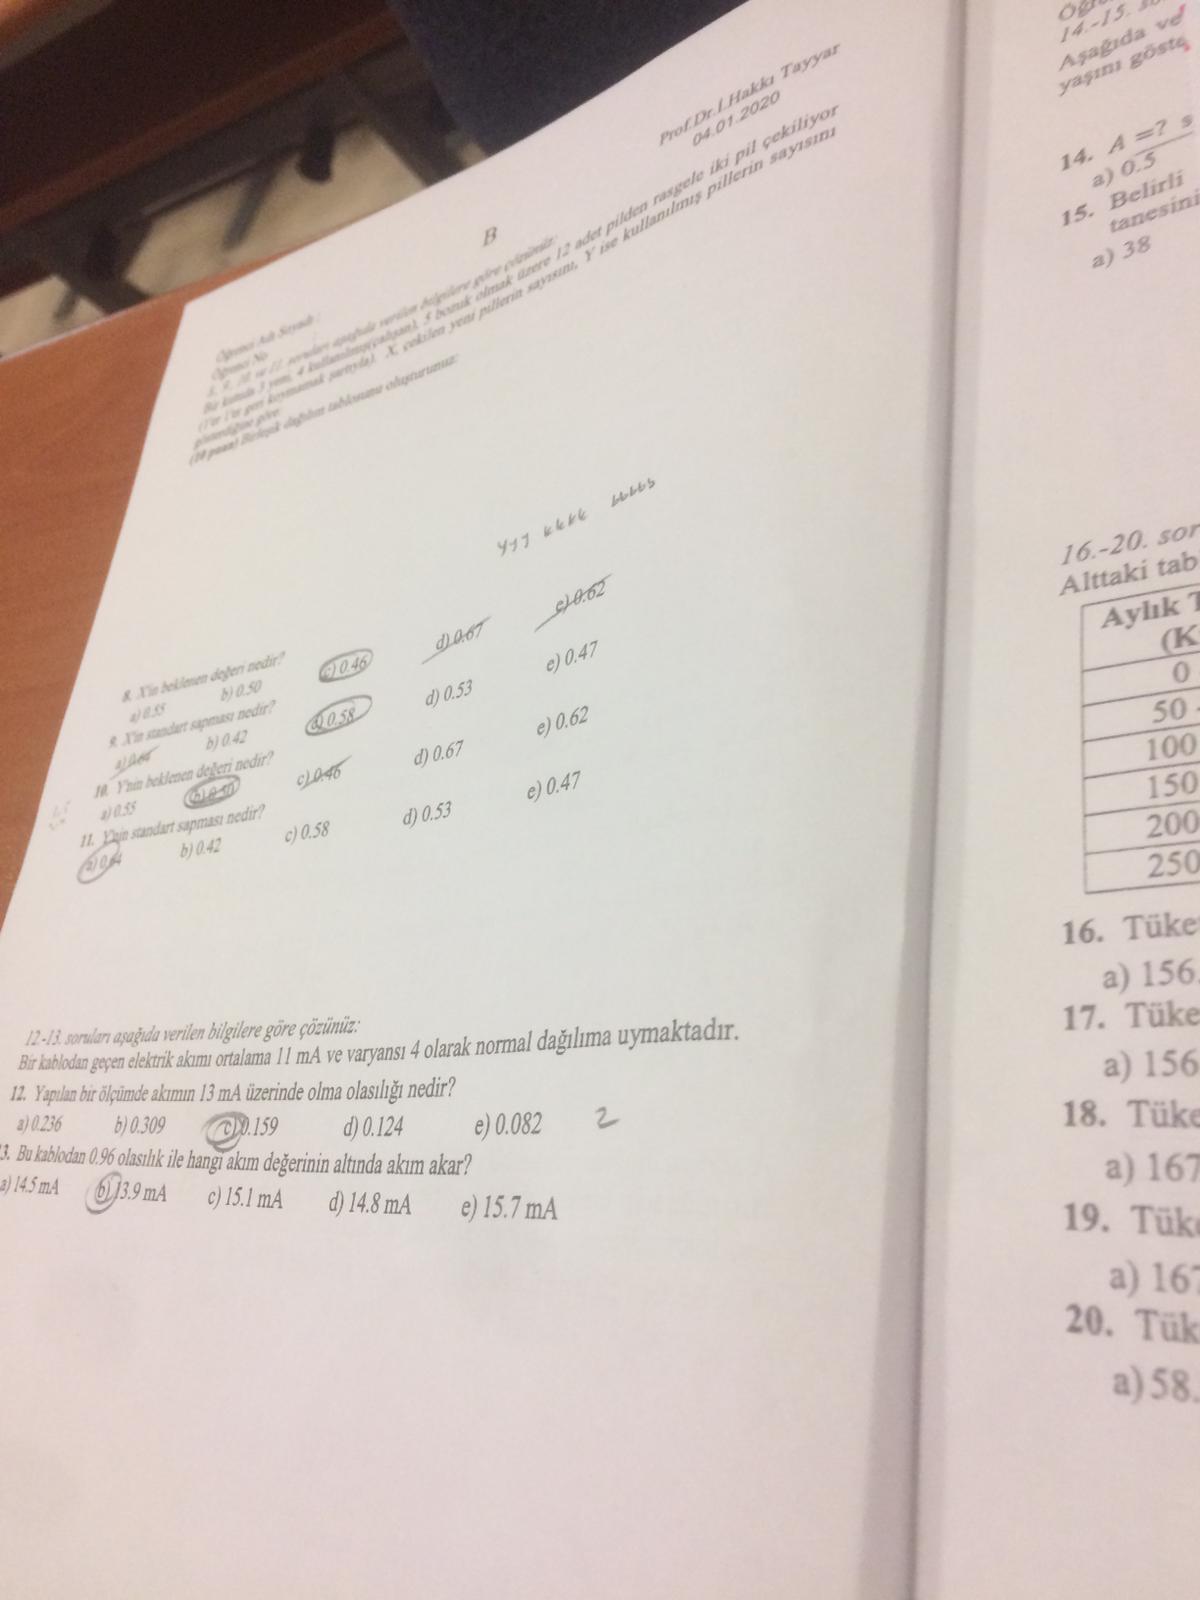 Prof.Dr.İ.Hakkı Tayyar
04.01.2020
B
Öğrenci Adı Soyadı :
Öğrenci No
8, 9, 10. ve 11. soruları aşağıda verilen bilgilere göre çözünüz:
Bir kutuda 3 yeni, 4 kullanılmış(çalışan), 5 bozuk olmak üzere 12 adet pilden rasgele iki pil çekiliyor
(1'er 1'er geri koymamak şartıyla). X, çekilen yeni pillerin sayısını, Y ise kullanılmış pillerin sayısını
gösterdiğine göre:
(10 puan) Birleşik dağılım tablosunu oluşturunuz:
yyy kkkk bbbbb
8. X'in beklenen değeri nedir?
a) 0.55 b) 0.50 c) 0.46 d) 0.67 e) 0.62
9. X'in standart sapması nedir?
a) 0.64 b) 0.42 c) 0.58 d) 0.53 e) 0.47
10. Y'nin beklenen değeri nedir?
a) 0.55 b) 0.50 c) 0.46 d) 0.67 e) 0.62
11. Y'nin standart sapması nedir?
a) 0.64 b) 0.42 c) 0.58 d) 0.53 e) 0.47
12.-13. soruları aşağıda verilen bilgilere göre çözünüz:
Bir kablodan geçen elektrik akımı ortalama 11 mA ve varyansı 4 olarak normal dağılıma uymaktadır.
12. Yapılan bir ölçümde akımın 13 mA üzerinde olma olasılığı nedir?
a) 0.236 b) 0.309 c) 0.159 d) 0.124 e) 0.082 2
3. Bu kablodan 0.96 olasılık ile hangi akım değerinin altında akım akar?
a) 14.5 mA b) 13.9 mA c) 15.1 mA d) 14.8 mA e) 15.7 mA
14.-15.
Aşağıda ve
yaşını göste
14. A =? s
a) 0.5
15. Belirli
tanesini
a) 38
16.-20. sor
Alttaki tab
Aylık T
(K
0
50 -
100
150
200
250
16. Tüke
a) 156.
17. Tüke
a) 156
18. Tüke
a) 167
19. Tük
a) 167
20. Tük
a) 58.